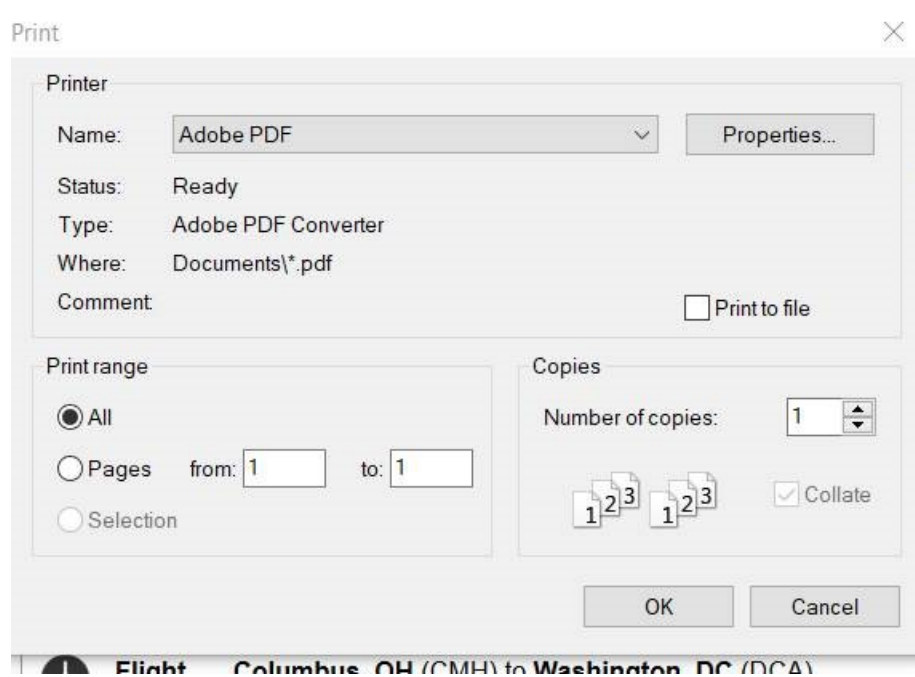 Print
Printer
Name: Adobe PDF Properties...
Status: Ready
Type: Adobe PDF Converter
Where: Documents\*.pdf
Comment:
Print to file
Print range
All
Pages from: 1 to: 1
Selection
Copies
Number of copies: 1
1 2 3 1 2 3
Collate
OK Cancel
Flight Columbus, OH (CMH) to Washington, DC (DCA)